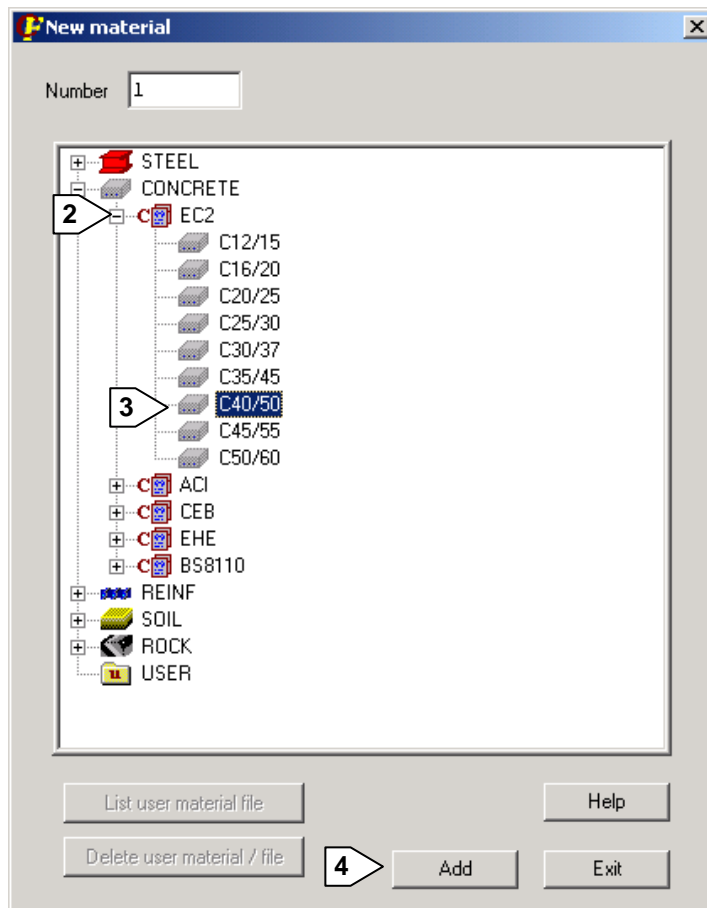 New material
Number 1
STEEL
CONCRETE
2 EC2
C12/15
C16/20
C20/25
C25/30
C30/37
C35/45
3 C40/50
C45/55
C50/60
ACI
CEB
EHE
BS8110
REINF
SOIL
ROCK
u USER
List user material file Help
Delete user material / file 4 Add Exit